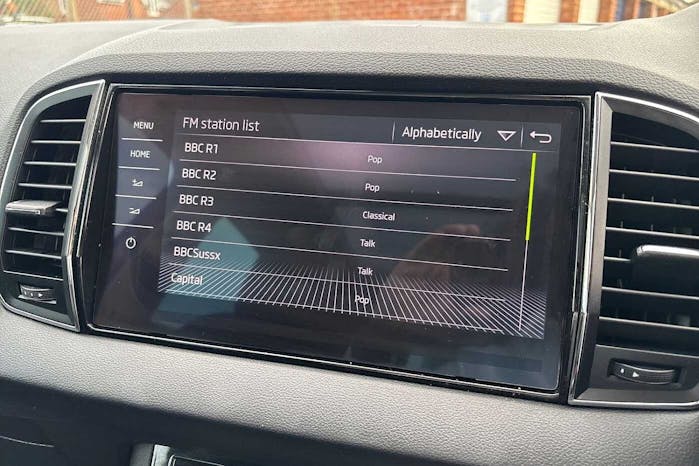 MENU
HOME
FM station list
Alphabetically
BBC R1
Pop
BBC R2
Pop
BBC R3
Classical
BBC R4
Talk
BBCSussx
Talk
Capital
Pop